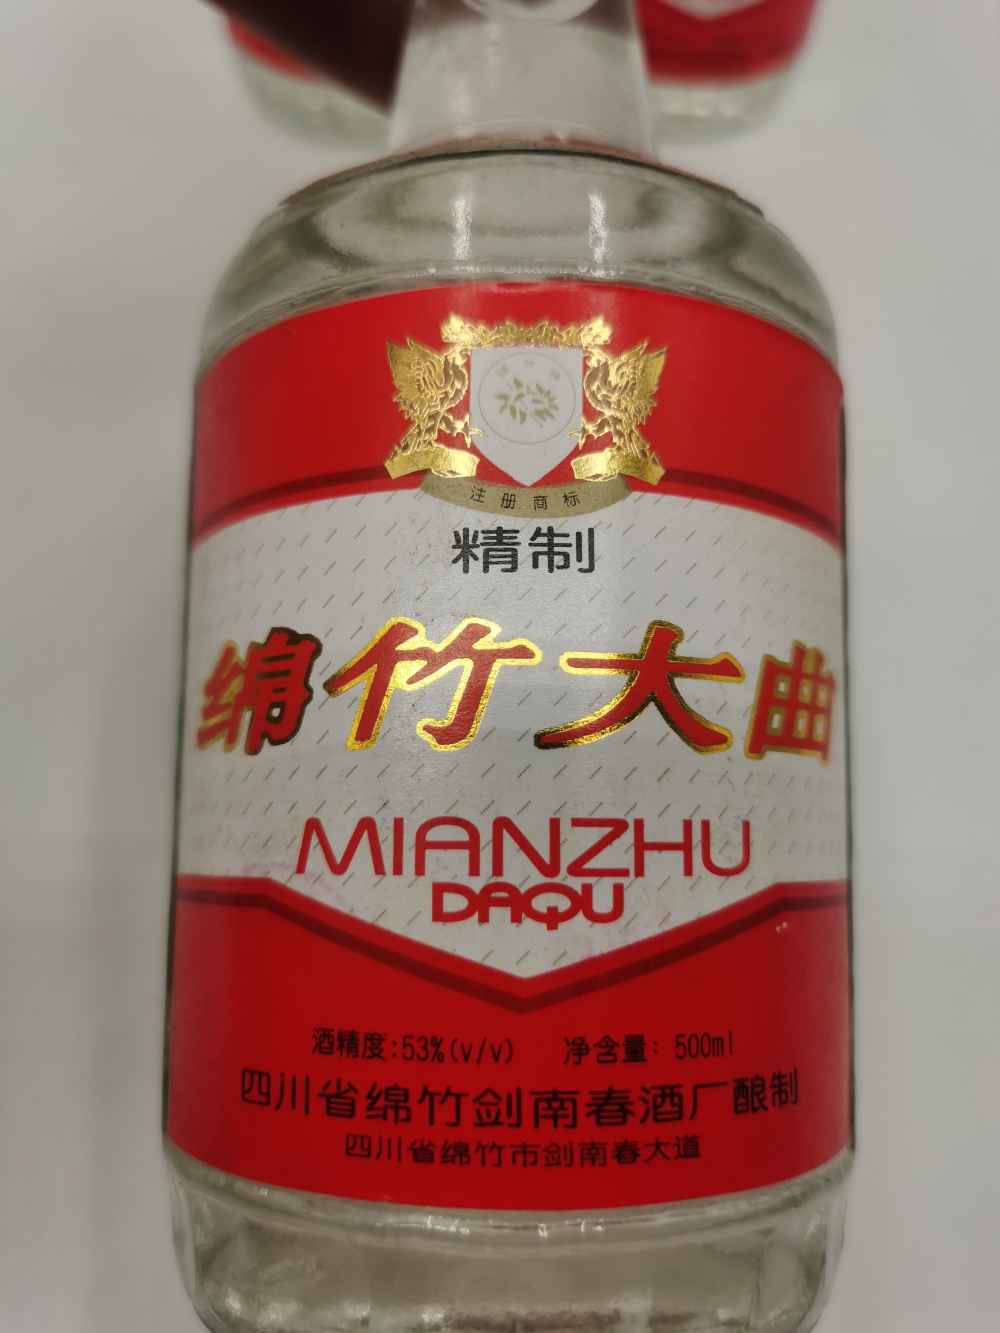 注册商标
精制
绵竹大曲
MIANZHU
DAQU
酒精度:53%(v/v) 净含量: 500ml
四川省绵竹剑南春酒厂酿制
四川省绵竹市剑南春大道